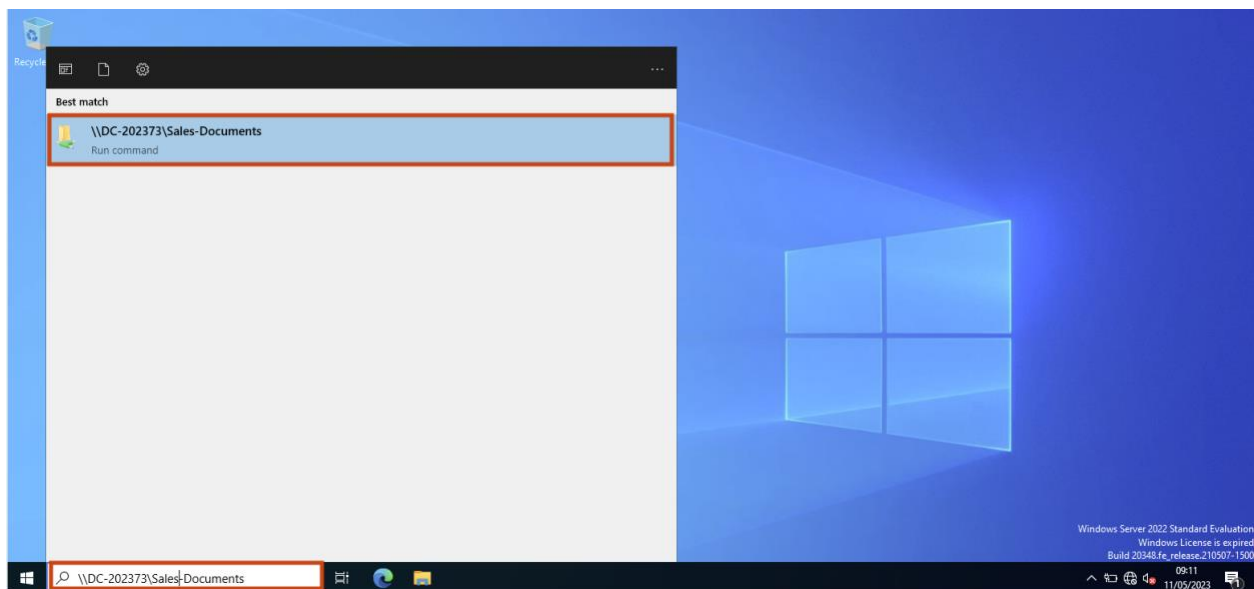 Recycle
Best match
\\DC-202373\Sales-Documents
Run command
Windows Server 2022 Standard Evaluation
Windows License is expired
Build 20348.fe_release.210507-1500
\\DC-202373\Sales-Documents
09:11
11/05/2023
1